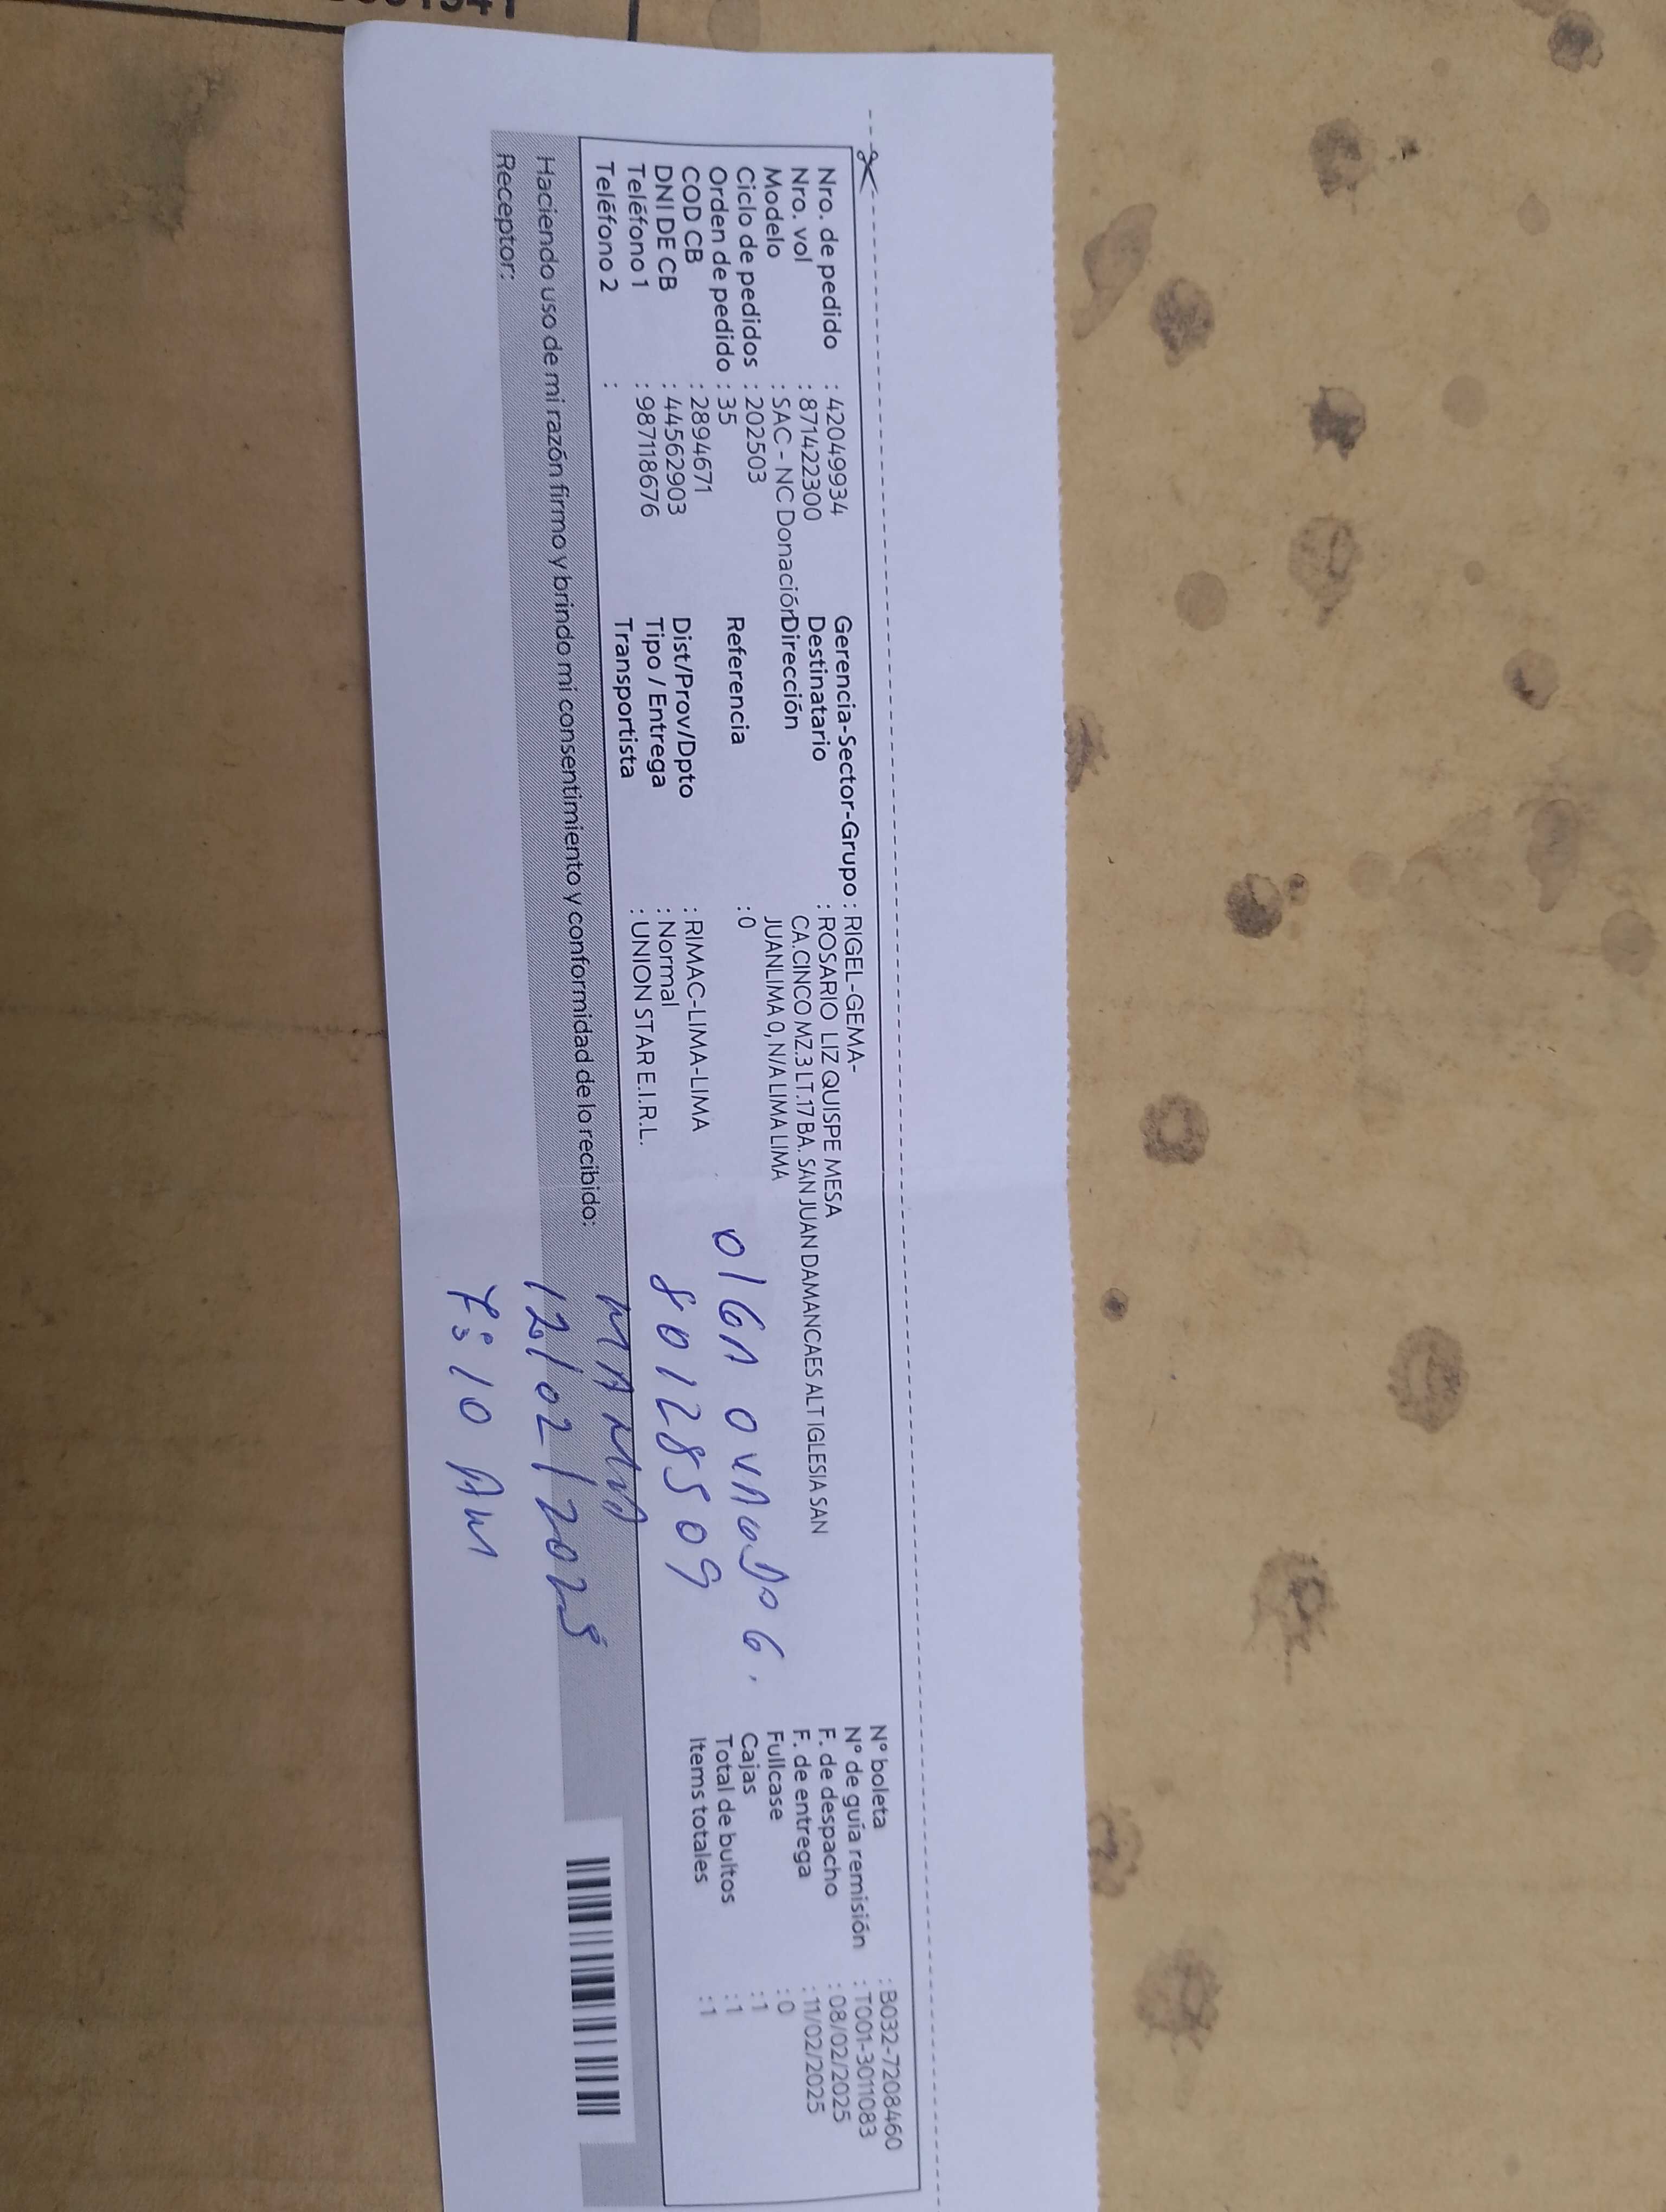 Nro. de pedido : 42049934
Nro. vol : 871422300
Modelo : SAC - NC Donación
Ciclo de pedidos : 202503
Orden de pedido : 35
COD CB : 2894671
DNI DE CB : 44562903
Teléfono 1 : 987118676
Teléfono 2 :
Gerencia-Sector-Grupo : RIGEL-GEMA-
Destinatario : ROSARIO LIZ QUISPE MESA
Dirección CA.CINCO MZ.3 LT.17 BA. SAN JUAN DAMANCAES ALT IGLESIA SAN
JUANLIMA 0, N/A LIMA LIMA
Referencia :0
Dist/Prov/Dpto : RIMAC-LIMA-LIMA
Tipo / Entrega : Normal
Transportista : UNION STAR E.I.R.L.
N° boleta : B032-7208460
N° de guía remisión : T001-3011083
F. de despacho : 08/02/2025
F. de entrega : 11/02/2025
Fullcase : 0
Cajas : 1
Total de bultos : 1
Items totales : 1
Olga
80128509
MAMA
12/02/2025
7:10 AM
Haciendo uso de mi razón firmo y brindo mi consentimiento y conformidad de lo recibido:
Receptor: